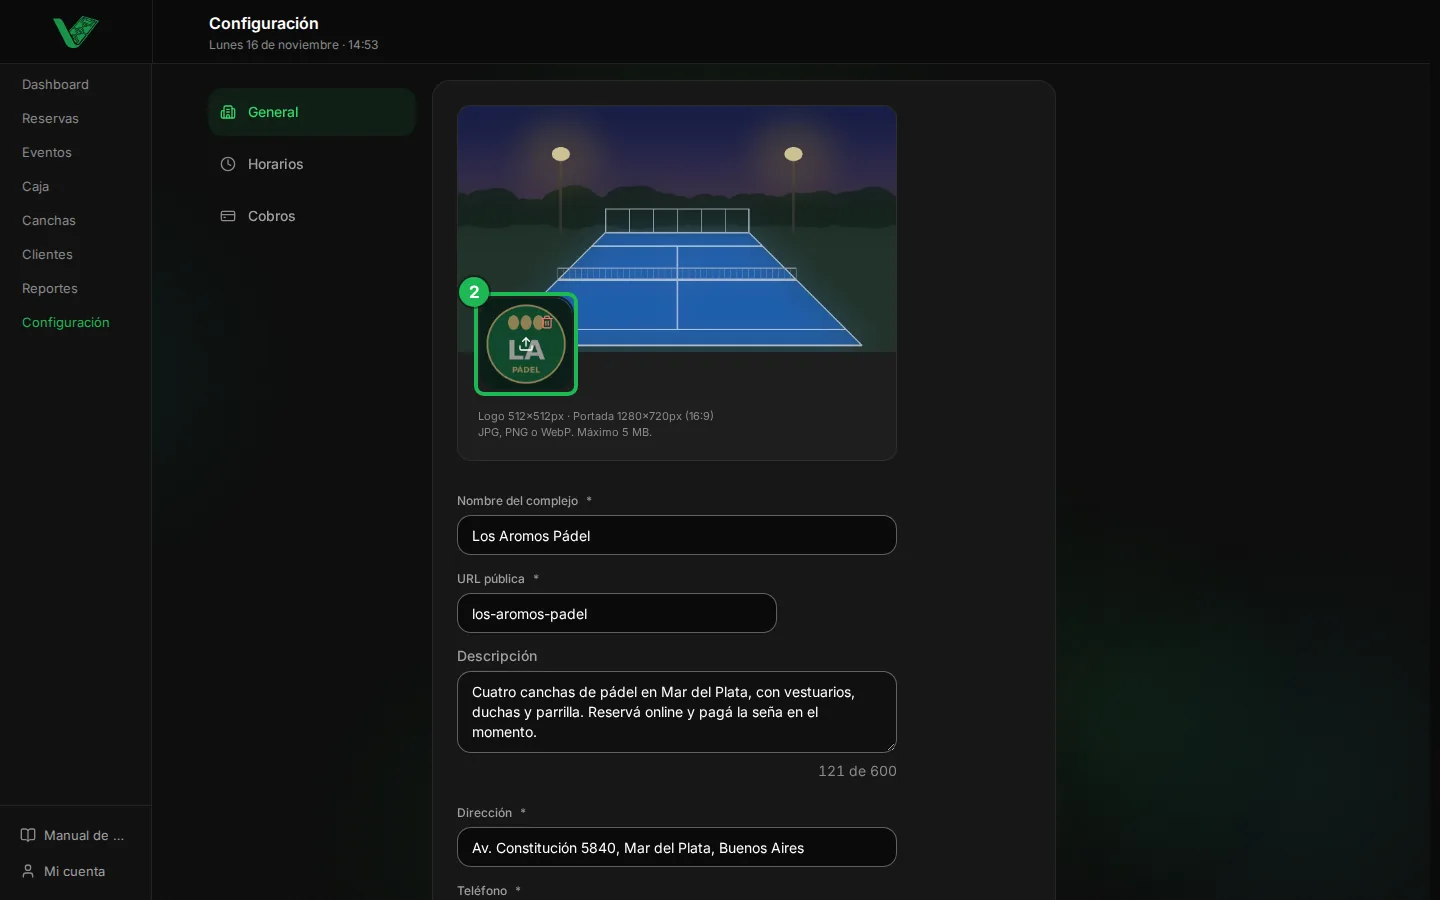 Configuración
Lunes 16 de noviembre · 14:53
Dashboard
Reservas
Eventos
Caja
Canchas
Clientes
Reportes
Configuración
Manual de ...
Mi cuenta
General
Horarios
Cobros
2
LA
PÁDEL
Logo 512×512px · Portada 1280×720px (16:9)
JPG, PNG o WebP. Máximo 5 MB.
Nombre del complejo *
Los Aromos Pádel
URL pública *
los-aromos-padel
Descripción
Cuatro canchas de pádel en Mar del Plata, con vestuarios,
duchas y parrilla. Reservá online y pagá la seña en el
momento.
121 de 600
Dirección *
Av. Constitución 5840, Mar del Plata, Buenos Aires
Teléfono *